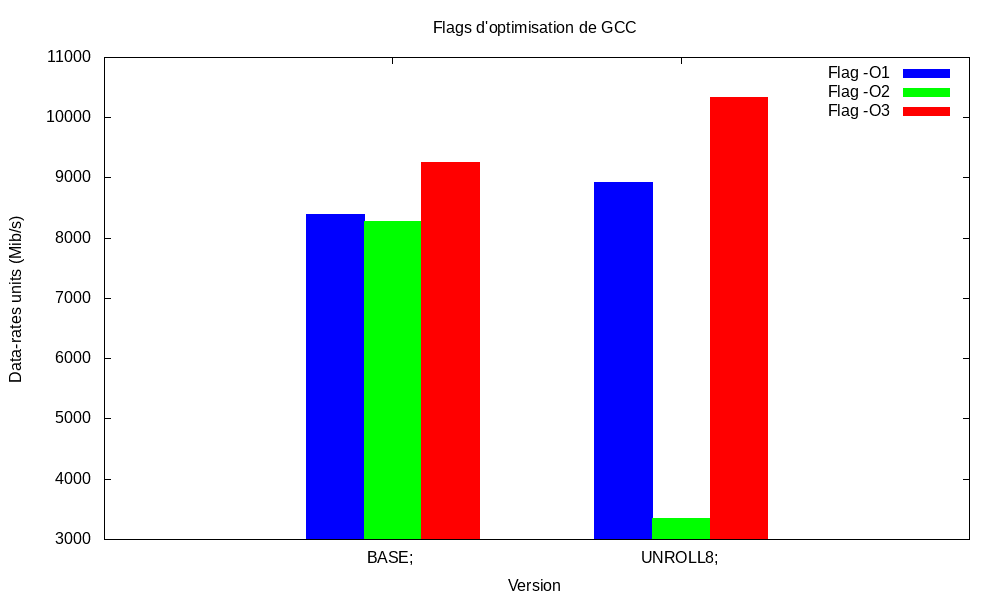 Flags d'optimisation de GCC
11000
10000
9000
8000
7000
6000
5000
4000
3000
Data-rates units (Mib/s)
Flag -O1
Flag -O2
Flag -O3
BASE;
UNROLL8;
Version